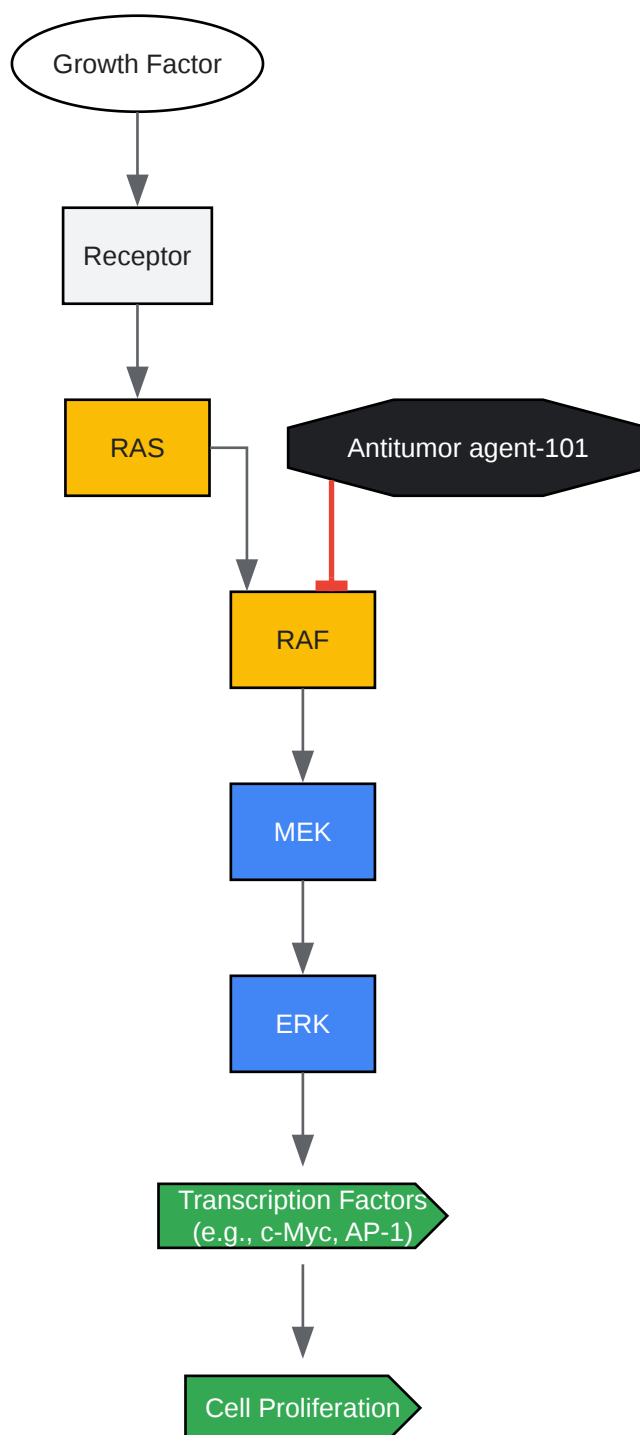 Growth Factor
Receptor
RAS
Antitumor agent-101
RAF
MEK
ERK
Transcription Factors
(e.g., c-Myc, AP-1)
Cell Proliferation